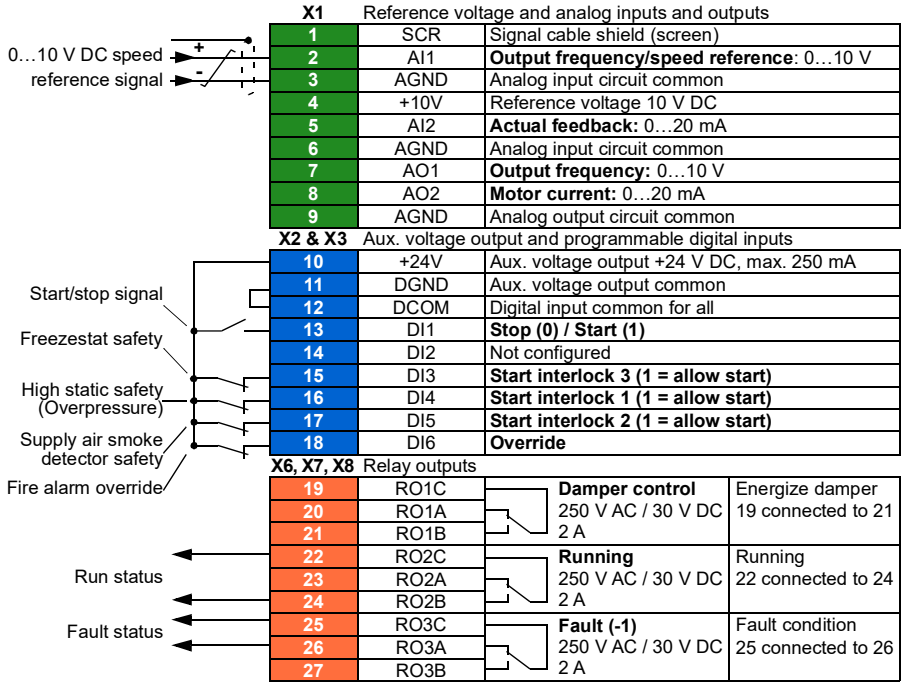 X1 Reference voltage and analog inputs and outputs
1 SCR Signal cable shield (screen)
0…10 V DC speed + 2 AI1 Output frequency/speed reference: 0…10 V
reference signal - 3 AGND Analog input circuit common
4 +10V Reference voltage 10 V DC
5 AI2 Actual feedback: 0…20 mA
6 AGND Analog input circuit common
7 AO1 Output frequency: 0…10 V
8 AO2 Motor current: 0…20 mA
9 AGND Analog output circuit common
X2 & X3 Aux. voltage output and programmable digital inputs
10 +24V Aux. voltage output +24 V DC, max. 250 mA
11 DGND Aux. voltage output common
Start/stop signal
12 DCOM Digital input common for all
13 DI1 Stop (0) / Start (1)
Freezestat safety
14 DI2 Not configured
15 DI3 Start interlock 3 (1 = allow start)
High static safety
(Overpressure)
16 DI4 Start interlock 1 (1 = allow start)
17 DI5 Start interlock 2 (1 = allow start)
Supply air smoke
detector safety
18 DI6 Override
X6, X7, X8 Relay outputs
Fire alarm override
19 RO1C Damper control Energize damper
20 RO1A 250 V AC / 30 V DC 19 connected to 21
21 RO1B 2 A
22 RO2C Running Running
Run status
23 RO2A 250 V AC / 30 V DC 22 connected to 24
24 RO2B 2 A
25 RO3C Fault (-1) Fault condition
Fault status
26 RO3A 250 V AC / 30 V DC 25 connected to 26
27 RO3B 2 A